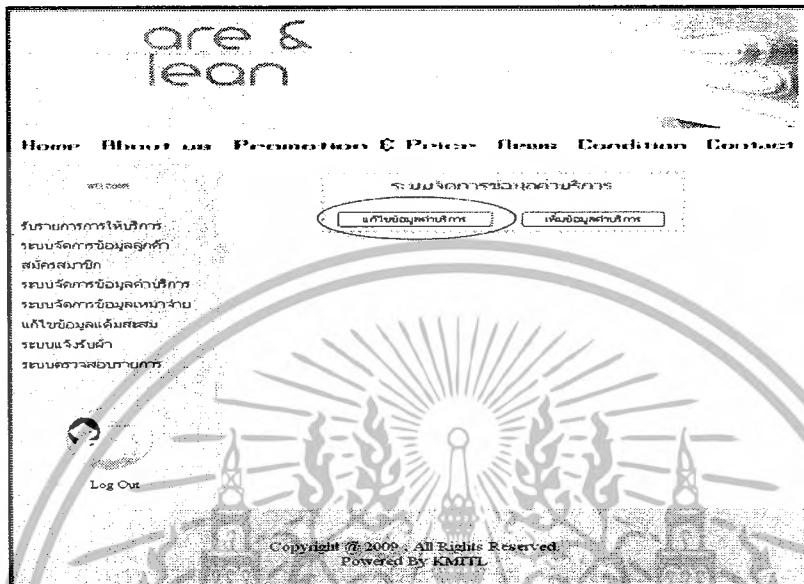 are &
lean
Home About us Promotion & Price News Condition Contact
WELCOME
ระบบจัดการข้อมูลค่าบริการ
แก้ไขข้อมูลค่าบริการ เพิ่มข้อมูลค่าบริการ
รับรายการการให้บริการ
ระบบจัดการข้อมูลลูกค้า
สมัครสมาชิก
ระบบจัดการข้อมูลค่าบริการ
ระบบจัดการข้อมูลเหมาจ่าย
แก้ไขข้อมูลแต้มสะสม
ระบบแจ้งรับผ้า
ระบบตรวจสอบรายการ
Log Out
Copyright @ 2009 . All Rights Reserved.
Powered By KMITL